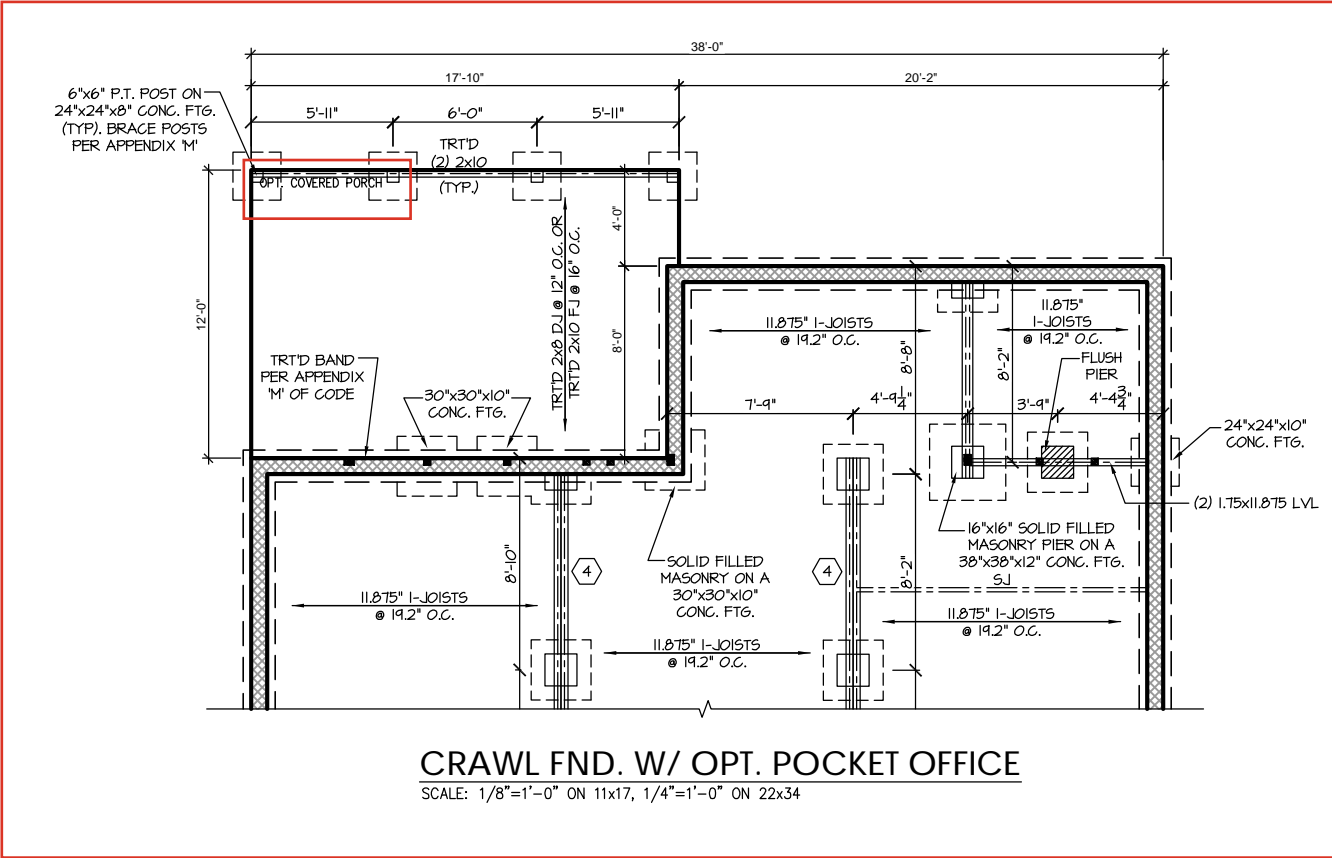 38'-0"
17'-10"
20'-2"
6"x6" P.T. POST ON
24"x24"x8" CONC. FTG.
(TYP). BRACE POSTS
PER APPENDIX 'M'
5'-11"
6'-0"
5'-11"
TRT'D
(2) 2x10
(TYP.)
OPT. COVERED PORCH
12'-0"
4'-0"
8'-0"
TRT'D 2x8 DJ @ 12" O.C. OR
TRT'D 2x10 FJ @ 16" O.C.
TRT'D BAND
PER APPENDIX
'M' OF CODE
30"x30"x10"
CONC. FTG.
11.875" I-JOISTS
@ 19.2" O.C.
11.875"
I-JOISTS
@ 19.2" O.C.
8'-8"
8'-2"
FLUSH
PIER
7'-9"
4'-9 1/4"
3'-9"
4'-4 3/4"
24"x24"x10"
CONC. FTG.
(2) 1.75x11.875 LVL
16"x16" SOLID FILLED
MASONRY PIER ON A
38"x38"x12" CONC. FTG.
SJ
8'-10"
4
SOLID FILLED
MASONRY ON A
30"x30"x10"
CONC. FTG.
4
8'-2"
11.875" I-JOISTS
@ 19.2" O.C.
11.875" I-JOISTS
@ 19.2" O.C.
11.875" I-JOISTS
@ 19.2" O.C.
CRAWL FND. W/ OPT. POCKET OFFICE
SCALE: 1/8"=1'-0" ON 11x17, 1/4"=1'-0" ON 22x34